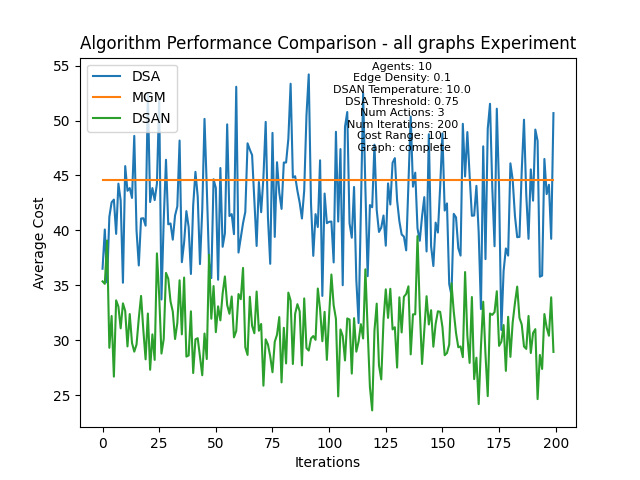 Algorithm Performance Comparison - all graphs Experiment
DSA
MGM
DSAN
Agents: 10
Edge Density: 0.1
DSAN Temperature: 10.0
DSA Threshold: 0.75
Num Actions: 3
Num Iterations: 200
Cost Range: 100
Graph: complete
Average Cost
55
50
45
40
35
30
25
0 25 50 75 100 125 150 175 200
Iterations